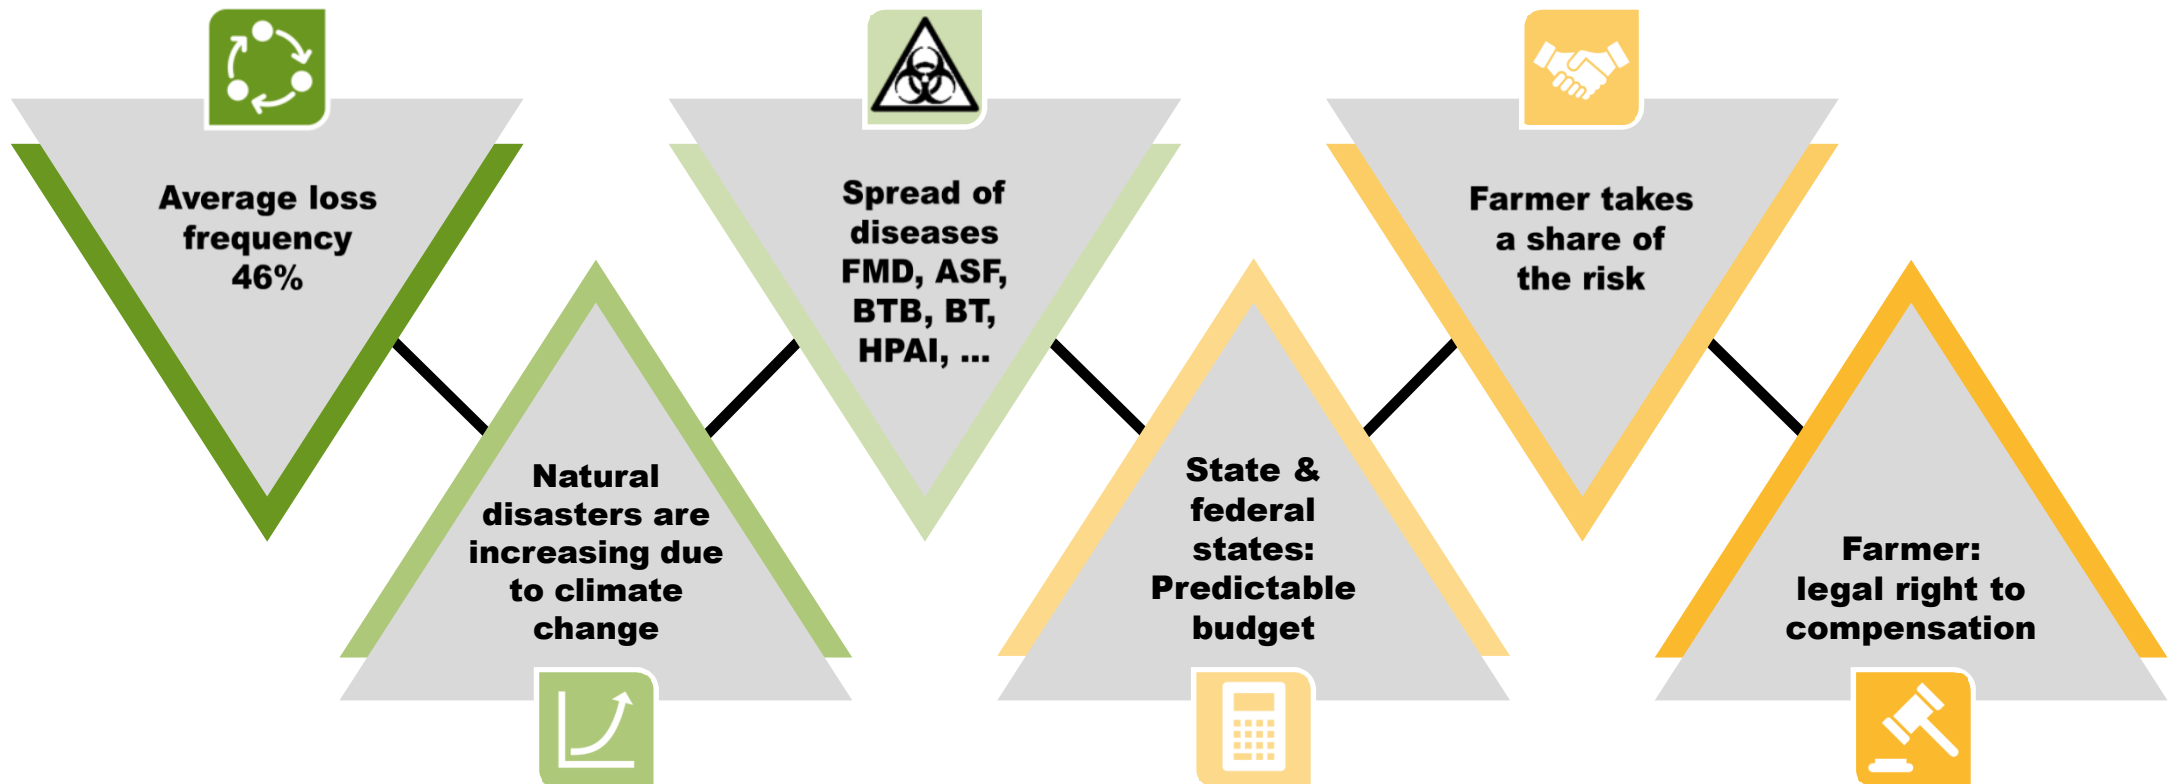 Average loss
frequency
46%
Natural
disasters are
increasing due
to climate
change
Spread of
diseases
FMD, ASF,
BTB, BT,
HPAI, ...
State &
federal
states:
Predictable
budget
Farmer takes
a share of
the risk
Farmer:
legal right to
compensation